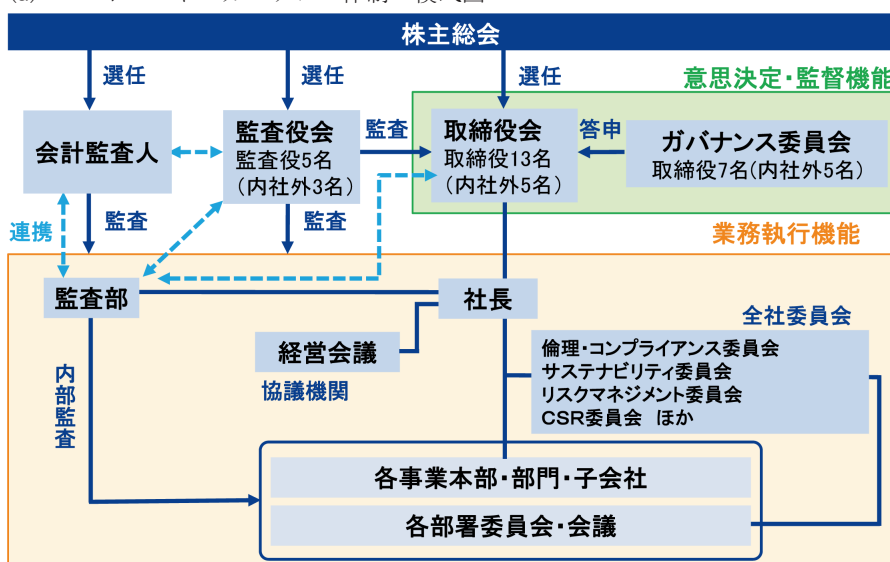 株主総会
選任
選任
選任
意思決定・監督機能
会計監査人
監査役会
監査役5名
(内社外3名)
監査
取締役会
取締役13名
(内社外5名)
答申
ガバナンス委員会
取締役7名(内社外5名)
連携
監査
監査
業務執行機能
監査部
社長
全社委員会
経営会議
協議機関
倫理・コンプライアンス委員会
サステナビリティ委員会
リスクマネジメント委員会
CSR委員会 ほか
内部監査
各事業本部・部門・子会社
各部署委員会・会議